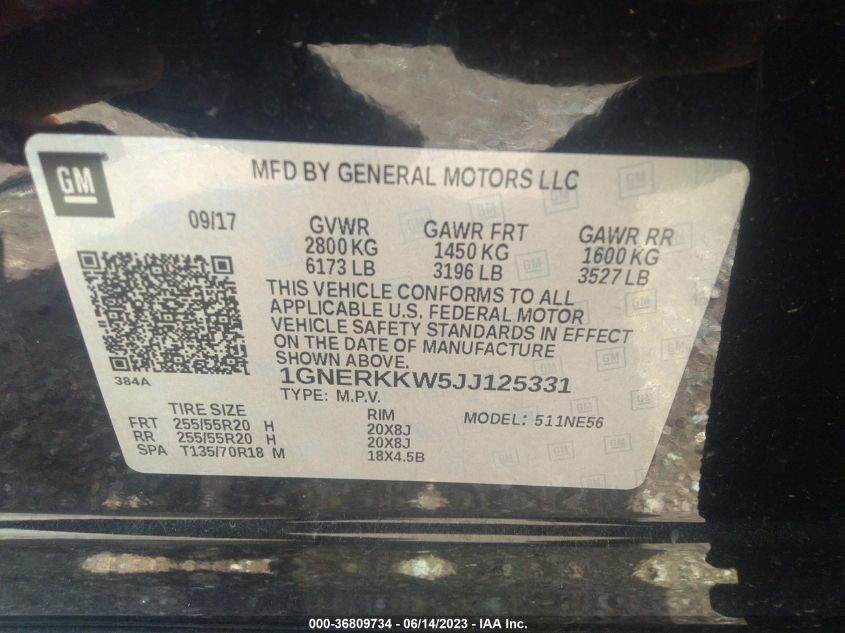 GM
MFD BY GENERAL MOTORS LLC
09/17
GVWR
2800 KG
6173 LB
GAWR FRT
1450 KG
3196 LB
GAWR RR
1600 KG
3527 LB
THIS VEHICLE CONFORMS TO ALL
APPLICABLE U.S. FEDERAL MOTOR
VEHICLE SAFETY STANDARDS IN EFFECT
ON THE DATE OF MANUFACTURE
SHOWN ABOVE.
384A
1GNERKKW5JJ125331
TYPE: M.P.V.
MODEL: 511NE56
TIRE SIZE RIM
FRT 255/55R20 H 20X8J
RR 255/55R20 H 20X8J
SPA T135/70R18 M 18X4.5B
000-36809734 - 06/14/2023 - IAA Inc.